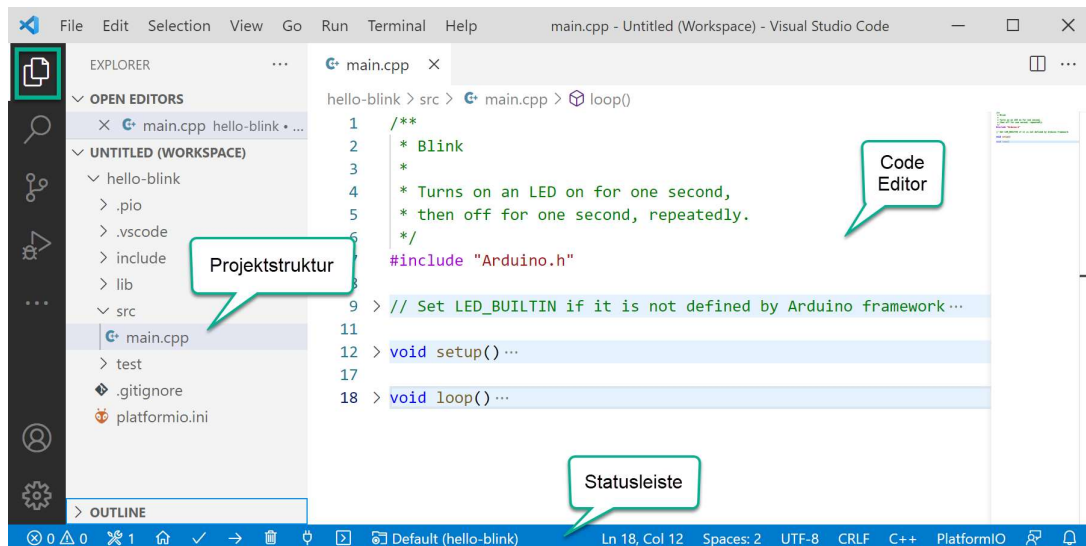 File Edit Selection View Go Run Terminal Help main.cpp - Untitled (Workspace) - Visual Studio Code
EXPLORER ...
OPEN EDITORS
main.cpp hello-blink • ...
UNTITLED (WORKSPACE)
hello-blink
.pio
.vscode
include
lib
src
main.cpp
test
.gitignore
platformio.ini
OUTLINE
Projektstruktur
main.cpp
hello-blink > src > main.cpp > loop()
1 /**
2 * Blink
3 *
4 * Turns on an LED on for one second,
5 * then off for one second, repeatedly.
6 */
#include "Arduino.h"
8
9 > // Set LED_BUILTIN if it is not defined by Arduino framework ...
11
12 > void setup() ...
17
18 > void loop() ...
Code
Editor
Statusleiste
0 0 1 Default (hello-blink) Ln 18, Col 12 Spaces: 2 UTF-8 CRLF C++ PlatformIO